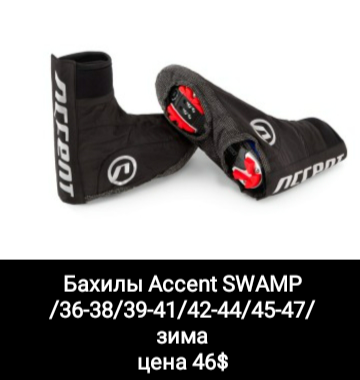 Accent
Accent
Бахилы Accent SWAMP
/36-38/39-41/42-44/45-47/
зима
цена 46$